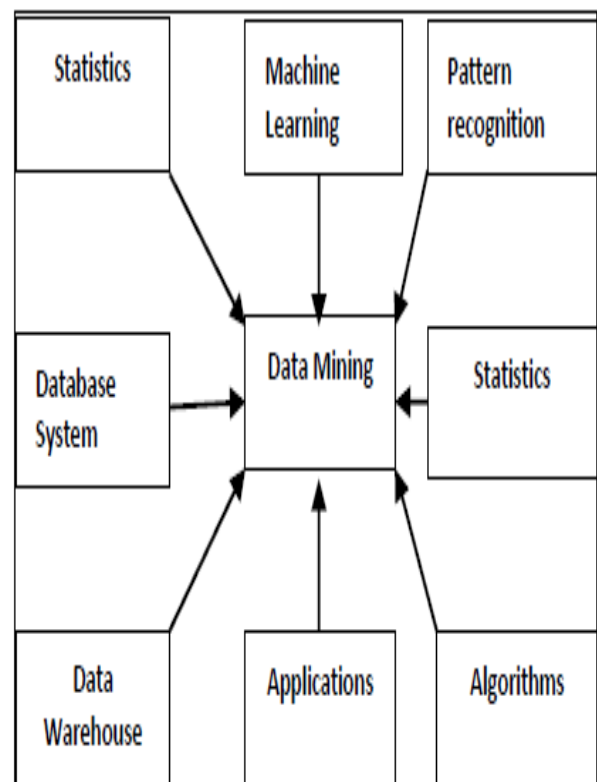 Statistics
Machine
Learning
Pattern
recognition
Database
System
Data Mining
Statistics
Data
Warehouse
Applications
Algorithms